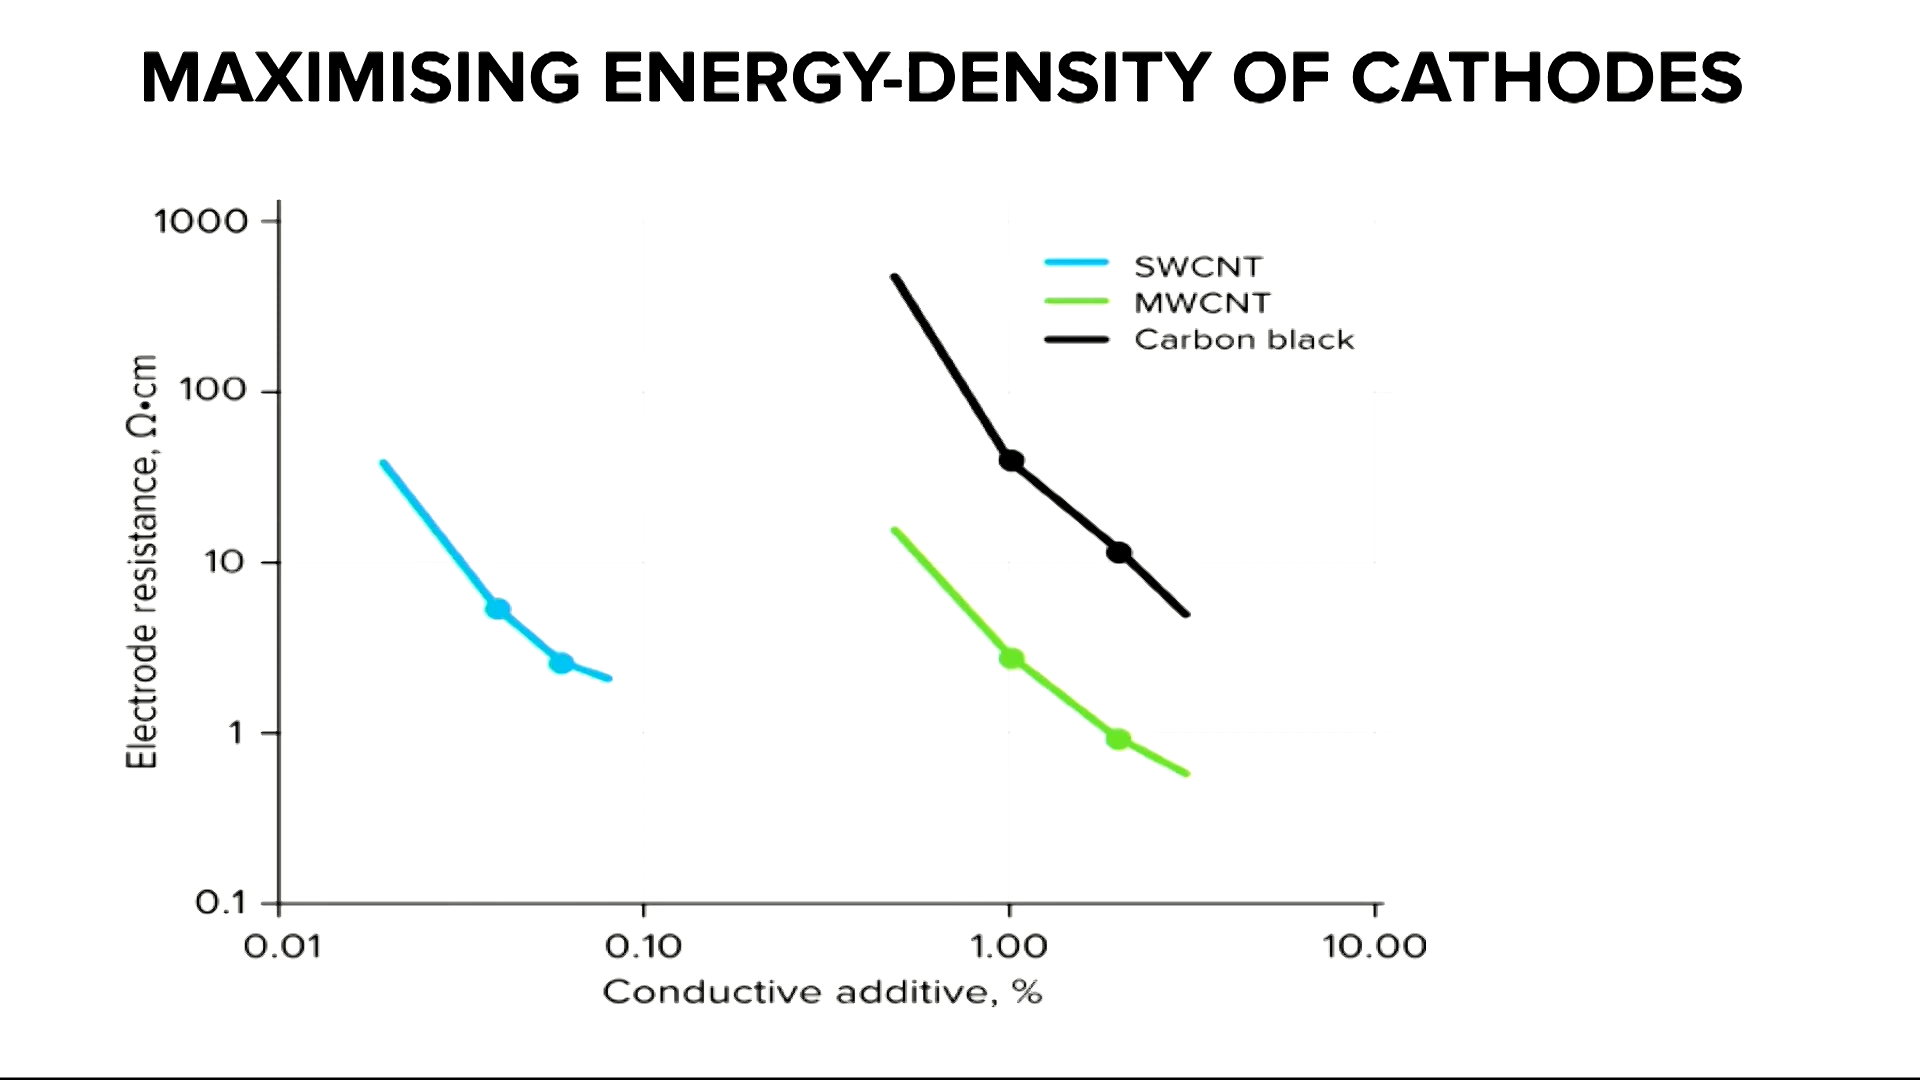 MAXIMISING ENERGY-DENSITY OF CATHODES
1000
100
10
1
0.1
Electrode resistance, Ω•cm
SWCNT
MWCNT
Carbon black
0.01
0.10
1.00
10.00
Conductive additive, %